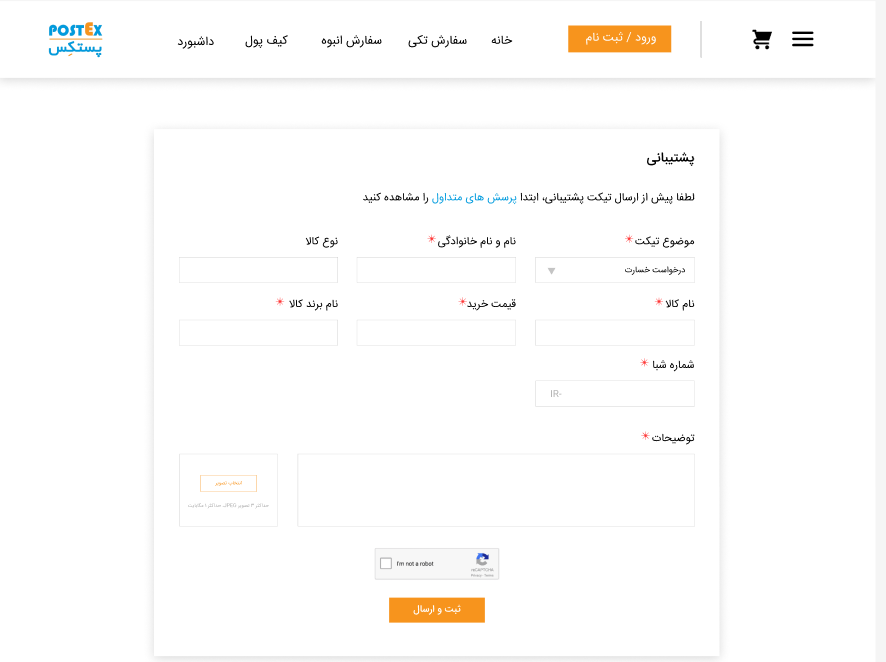 POSTEX
پستکس
ورود / ثبت نام
خانه
سفارش تکی
سفارش انبوه
کیف پول
داشبورد
پشتیبانی
لطفا پیش از ارسال تیکت پشتیبانی، ابتدا پرسش های متداول را مشاهده کنید
موضوع تیکت *
نام و نام خانوادگی *
نوع کالا
درخواست خسارت
نام کالا *
قیمت خرید *
نام برند کالا *
شماره شبا *
IR-
توضیحات *
انتخاب تصویر
حداکثر ۳ تصویر JPEG، حداکثر ۱ مگابایت
I'm not a robot
reCAPTCHA
Privacy - Terms
ثبت و ارسال